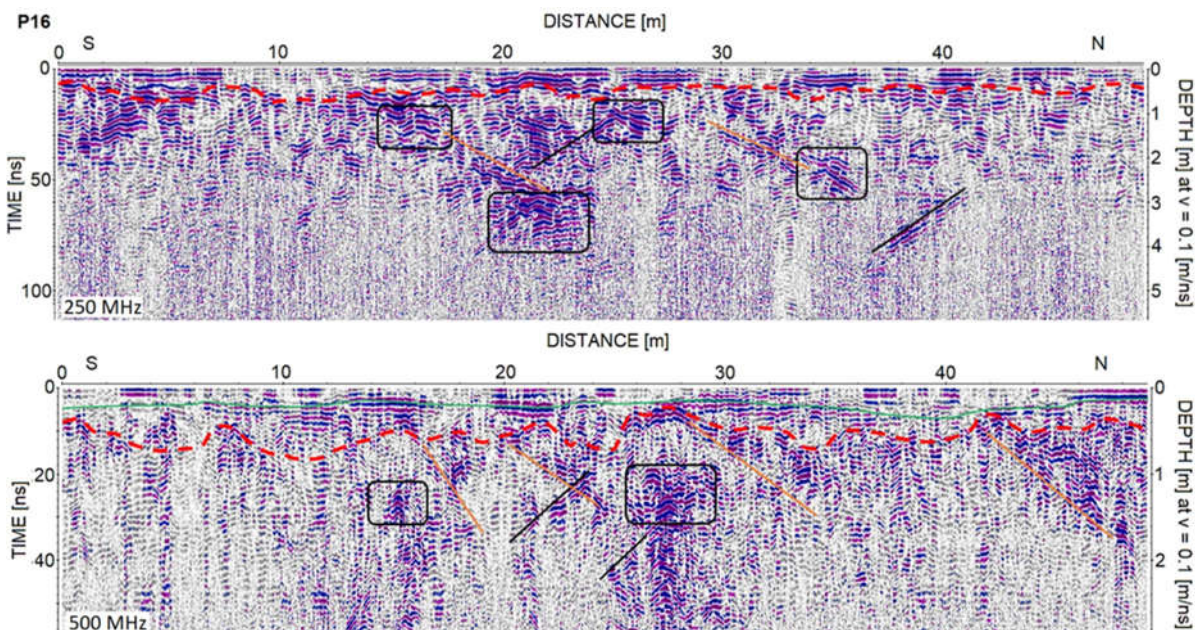 P16
DISTANCE [m]
0 S 10 20 30 40 N
0
50
100
TIME [ns]
0
1
2
3
4
5
DEPTH [m] at v = 0.1 [m/ns]
250 MHz
DISTANCE [m]
0 S 10 20 30 40 N
0
20
40
TIME [ns]
0
1
2
DEPTH [m] at v = 0.1 [m/ns]
500 MHz